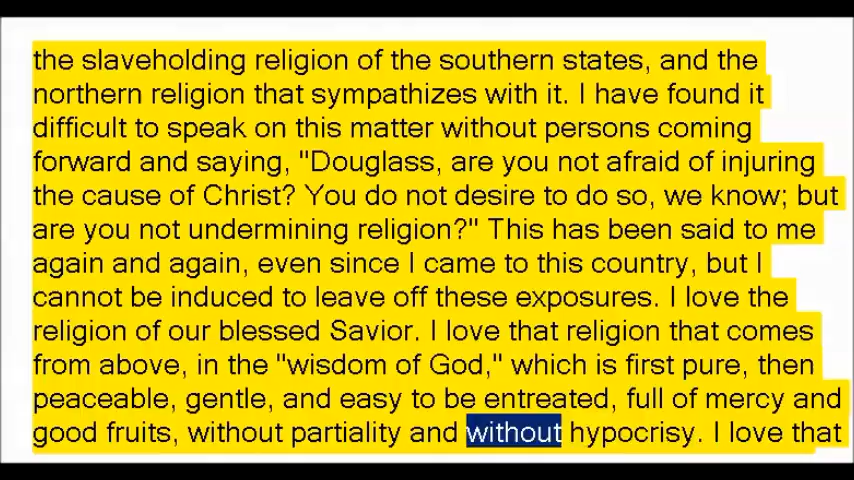 the slaveholding religion of the southern states, and the
northern religion that sympathizes with it. I have found it
difficult to speak on this matter without persons coming
forward and saying, "Douglass, are you not afraid of injuring
the cause of Christ? You do not desire to do so, we know; but
are you not undermining religion?" This has been said to me
again and again, even since I came to this country, but I
cannot be induced to leave off these exposures. I love the
religion of our blessed Savior. I love that religion that comes
from above, in the "wisdom of God," which is first pure, then
peaceable, gentle, and easy to be entreated, full of mercy and
good fruits, without partiality and without hypocrisy. I love that